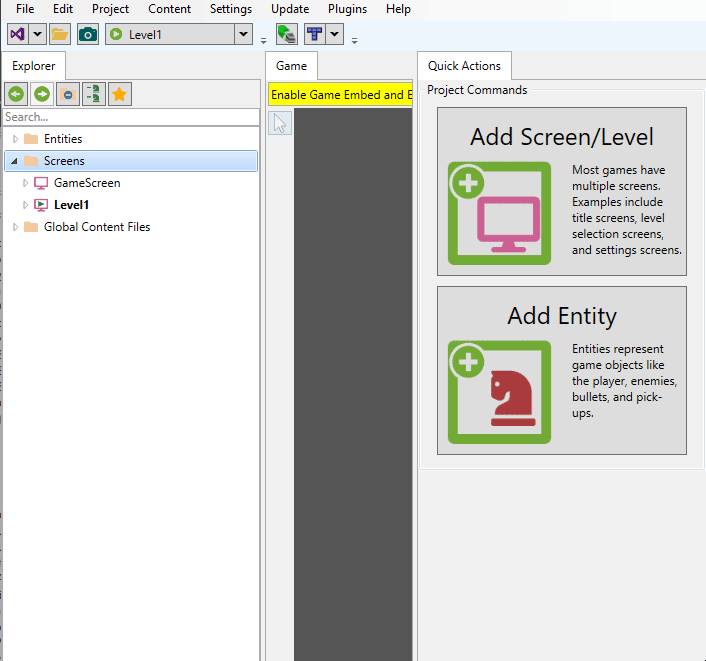 File Edit Project Content Settings Update Plugins Help
Level1
Explorer
Search...
Entities
Screens
GameScreen
Level1
Global Content Files
Game
Enable Game Embed and
Quick Actions
Project Commands
Add Screen/Level
Most games have
multiple screens.
Examples include
title screens, level
selection screens,
and settings screens.
Add Entity
Entities represent
game objects like
the player, enemies,
bullets, and pick-
ups.